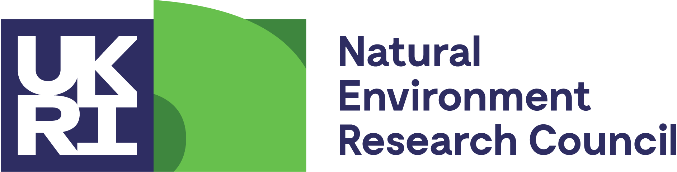 UK
RI
Natural
Environment
Research Council